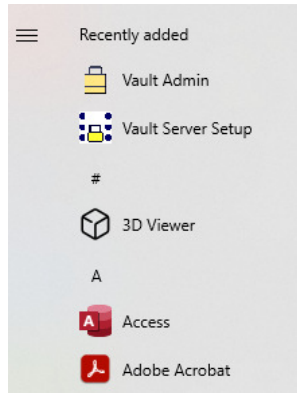 Recently added
Vault Admin
Vault Server Setup
#
3D Viewer
A
Access
Adobe Acrobat